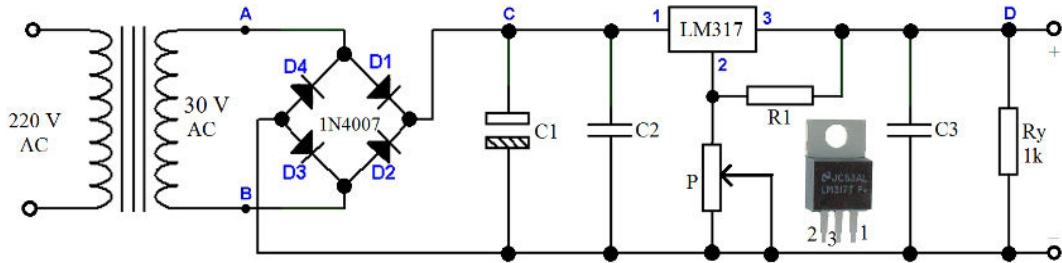 A
C
1
LM317
3
D
+
D4
D1
2
220 V
AC
30 V
AC
1N4007
C1
C2
R1
C3
Ry
1k
D3
D2
P
JC53AL
LM317T P+
B
2
3
1
−